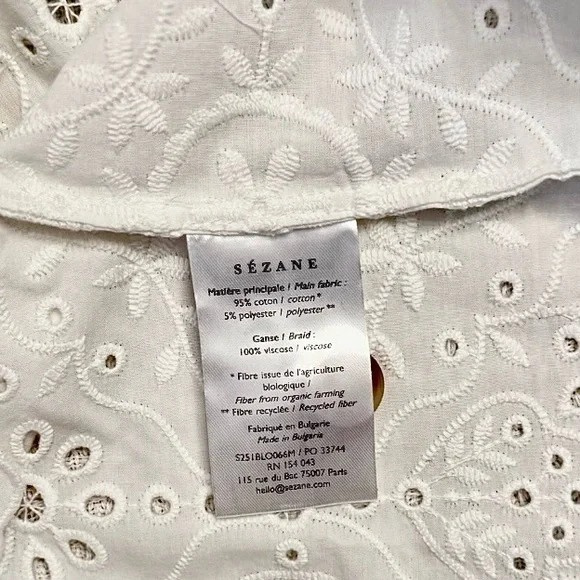 SÉZANE
Matière principale / Main fabric :
95% coton / cotton*
5% polyester / polyester**
Ganse / Braid :
100% viscose / viscose
* Fibre issue de l'agriculture
biologique /
Fiber from organic farming
** Fibre recyclée / Recycled fiber
Fabriqué en Bulgarie
Made in Bulgaria
S251BLO066M / PO 33744
RN 154 043
115 rue du Bac 75007 Paris
hello@sezane.com